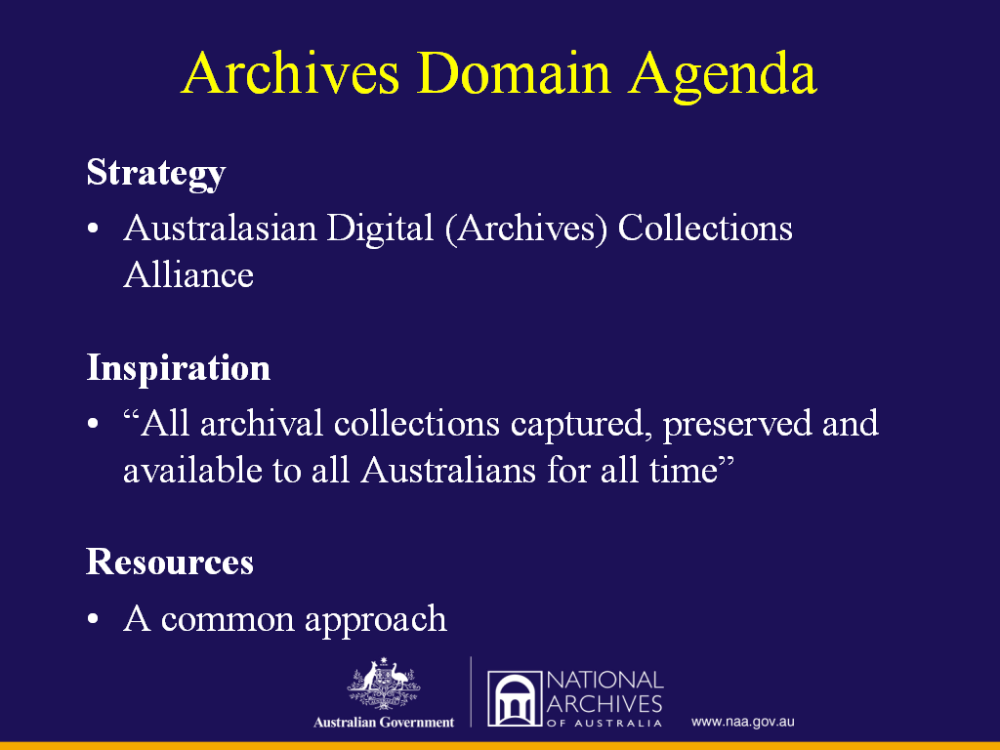 Archives Domain Agenda
Strategy
• Australasian Digital (Archives) Collections
Alliance
Inspiration
• “All archival collections captured, preserved and
available to all Australians for all time”
Resources
• A common approach
Australian Government
NATIONAL
ARCHIVES
OF AUSTRALIA
www.naa.gov.au